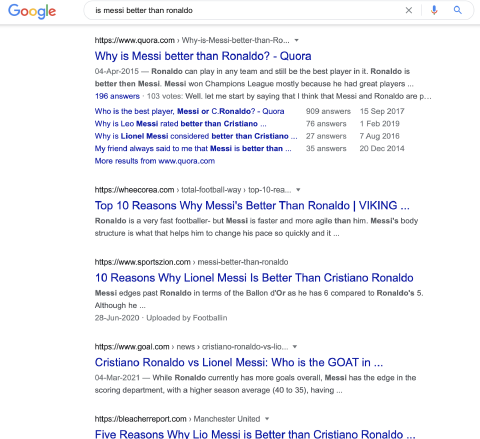 Google
is messi better than ronaldo
https://www.quora.com › Why-is-Messi-better-than-Ro...
Why is Messi better than Ronaldo? - Quora
04-Apr-2015 — Ronaldo can play in any team and still be the best player in it. Ronaldo is
better then Messi. Messi won Champions League mostly because he had great players ...
196 answers · 103 votes: Well. let me start by saying that I think that Messi and Ronaldo are p...
Who is the best player, Messi or C.Ronaldo? - Quora 909 answers 15 Sep 2017
Why is Leo Messi rated better than Cristiano ... 76 answers 1 Feb 2019
Why is Lionel Messi considered better than Cristiano ... 27 answers 7 Aug 2016
My friend always said to me that Messi is better than ... 35 answers 20 Dec 2014
More results from www.quora.com
https://wheecorea.com › total-football-way › top-10-rea...
Top 10 Reasons Why Messi's Better Than Ronaldo | VIKING ...
Ronaldo is a very fast footballer- but Messi is faster and more agile than him. Messi's body
structure is what that helps him to change his pace so quickly and it ...
https://www.sportszion.com › messi-better-than-ronaldo
10 Reasons Why Lionel Messi Is Better Than Cristiano Ronaldo
Messi edges past Ronaldo in terms of the Ballon d'Or as he has 6 compared to Ronaldo's 5.
Although he ...
28-Jun-2020 · Uploaded by Footballin
https://www.goal.com › news › cristiano-ronaldo-vs-lio...
Cristiano Ronaldo vs Lionel Messi: Who is the GOAT in ...
04-Mar-2021 — While Ronaldo currently has more goals overall, Messi has the edge in the
scoring department, with a higher season average (40 to 35), having ...
https://bleacherreport.com › Manchester United
Five Reasons Why Lio Messi is Better than Cristiano Ronaldo ...